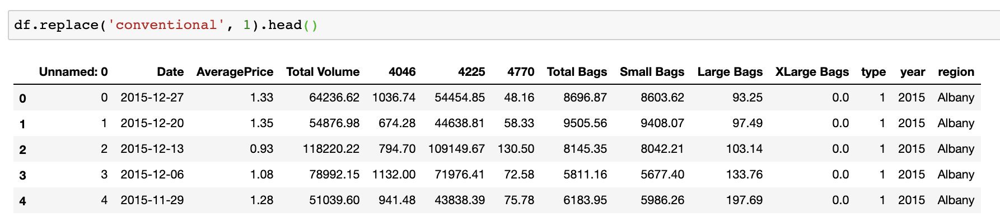 df.replace('conventional', 1).head()
Unnamed: 0 Date AveragePrice Total Volume 4046 4225 4770 Total Bags Small Bags Large Bags XLarge Bags type year region
0 0 2015-12-27 1.33 64236.62 1036.74 54454.85 48.16 8696.87 8603.62 93.25 0.0 1 2015 Albany
1 1 2015-12-20 1.35 54876.98 674.28 44638.81 58.33 9505.56 9408.07 97.49 0.0 1 2015 Albany
2 2 2015-12-13 0.93 118220.22 794.70 109149.67 130.50 8145.35 8042.21 103.14 0.0 1 2015 Albany
3 3 2015-12-06 1.08 78992.15 1132.00 71976.41 72.58 5811.16 5677.40 133.76 0.0 1 2015 Albany
4 4 2015-11-29 1.28 51039.60 941.48 43838.39 75.78 6183.95 5986.26 197.69 0.0 1 2015 Albany